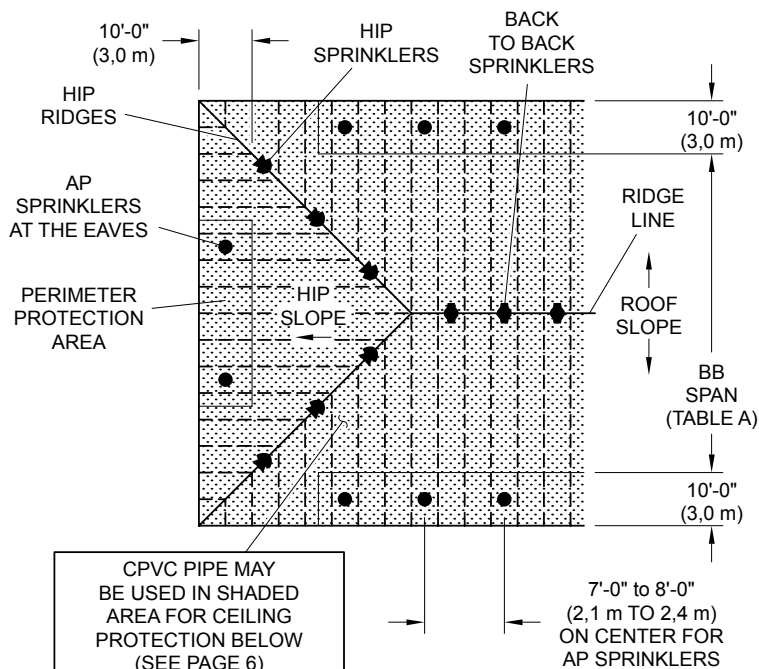 10'-0"
(3,0 m)
HIP
SPRINKLERS
BACK
TO BACK
SPRINKLERS
HIP
RIDGES
10'-0"
(3,0 m)
AP
SPRINKLERS
AT THE EAVES
RIDGE
LINE
PERIMETER
PROTECTION
AREA
HIP
SLOPE
ROOF
SLOPE
BB
SPAN
(TABLE A)
10'-0"
(3,0 m)
CPVC PIPE MAY
BE USED IN SHADED
AREA FOR CEILING
PROTECTION BELOW
(SEE PAGE 6)
7'-0" to 8'-0"
(2,1 m TO 2,4 m)
ON CENTER FOR
AP SPRINKLERS